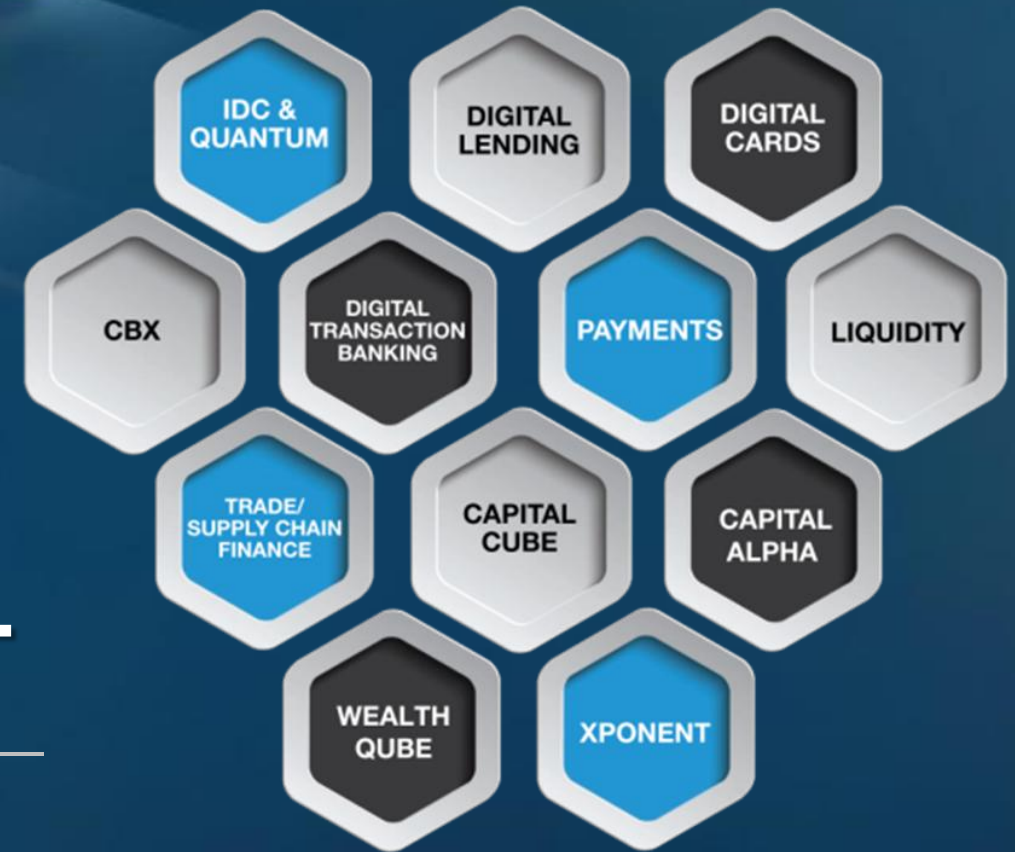 IDC &
QUANTUM
DIGITAL
LENDING
DIGITAL
CARDS
CBX
DIGITAL
TRANSACTION
BANKING
PAYMENTS
LIQUIDITY
TRADE/
SUPPLY CHAIN
FINANCE
CAPITAL
CUBE
CAPITAL
ALPHA
WEALTH
QUBE
XPONENT